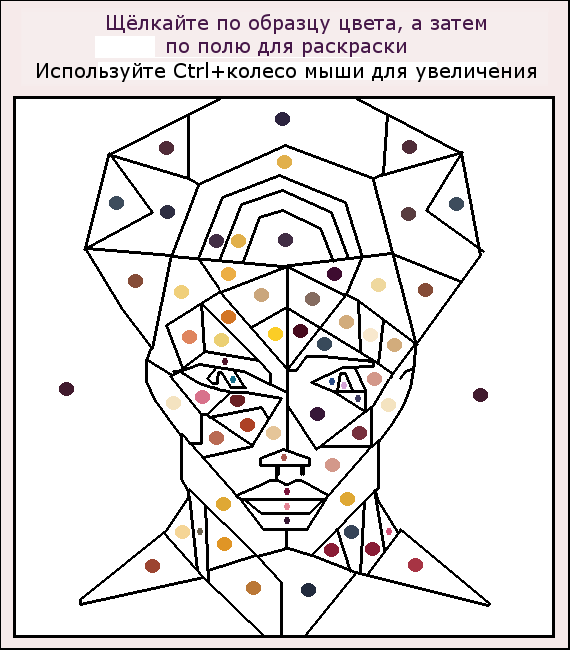 Щёлкайте по образцу цвета, а затем
по полю для раскраски
Используйте Ctrl+колесо мыши для увеличения